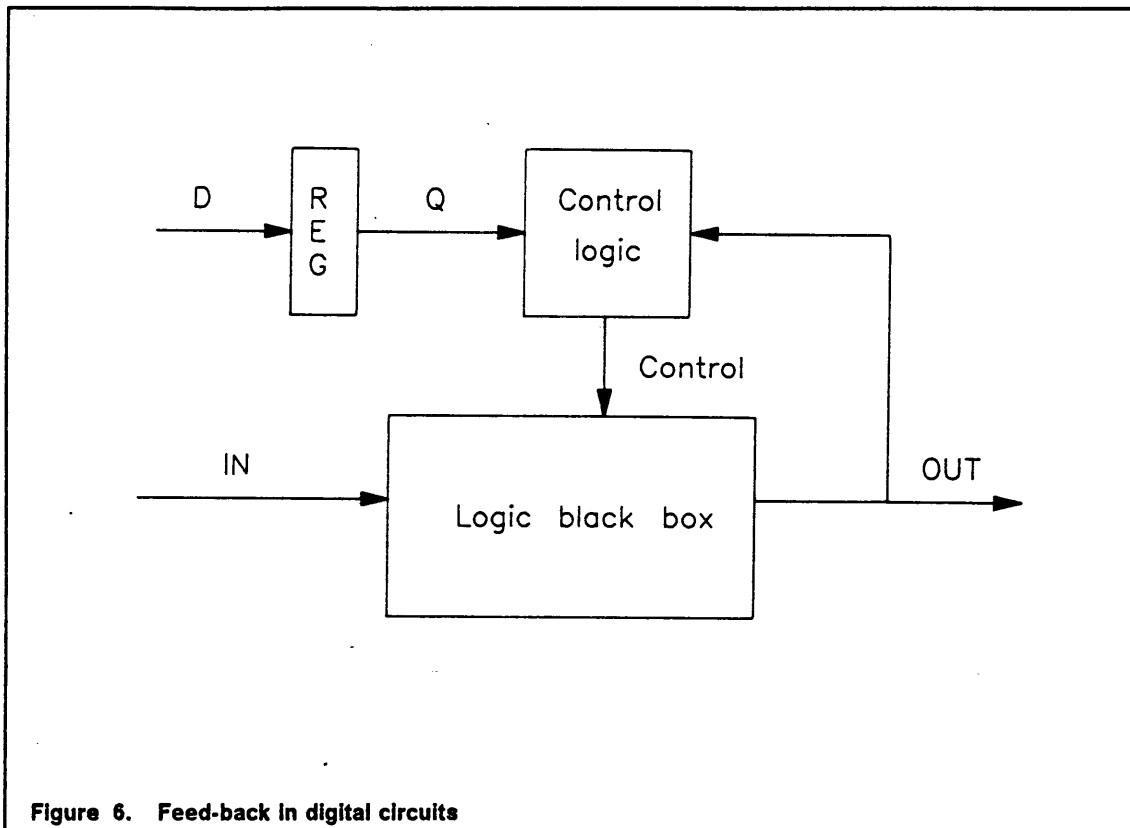 D
R
E
G
Q
Control
logic
Control
IN
Logic black box
OUT
Figure 6. Feed-back in digital circuits